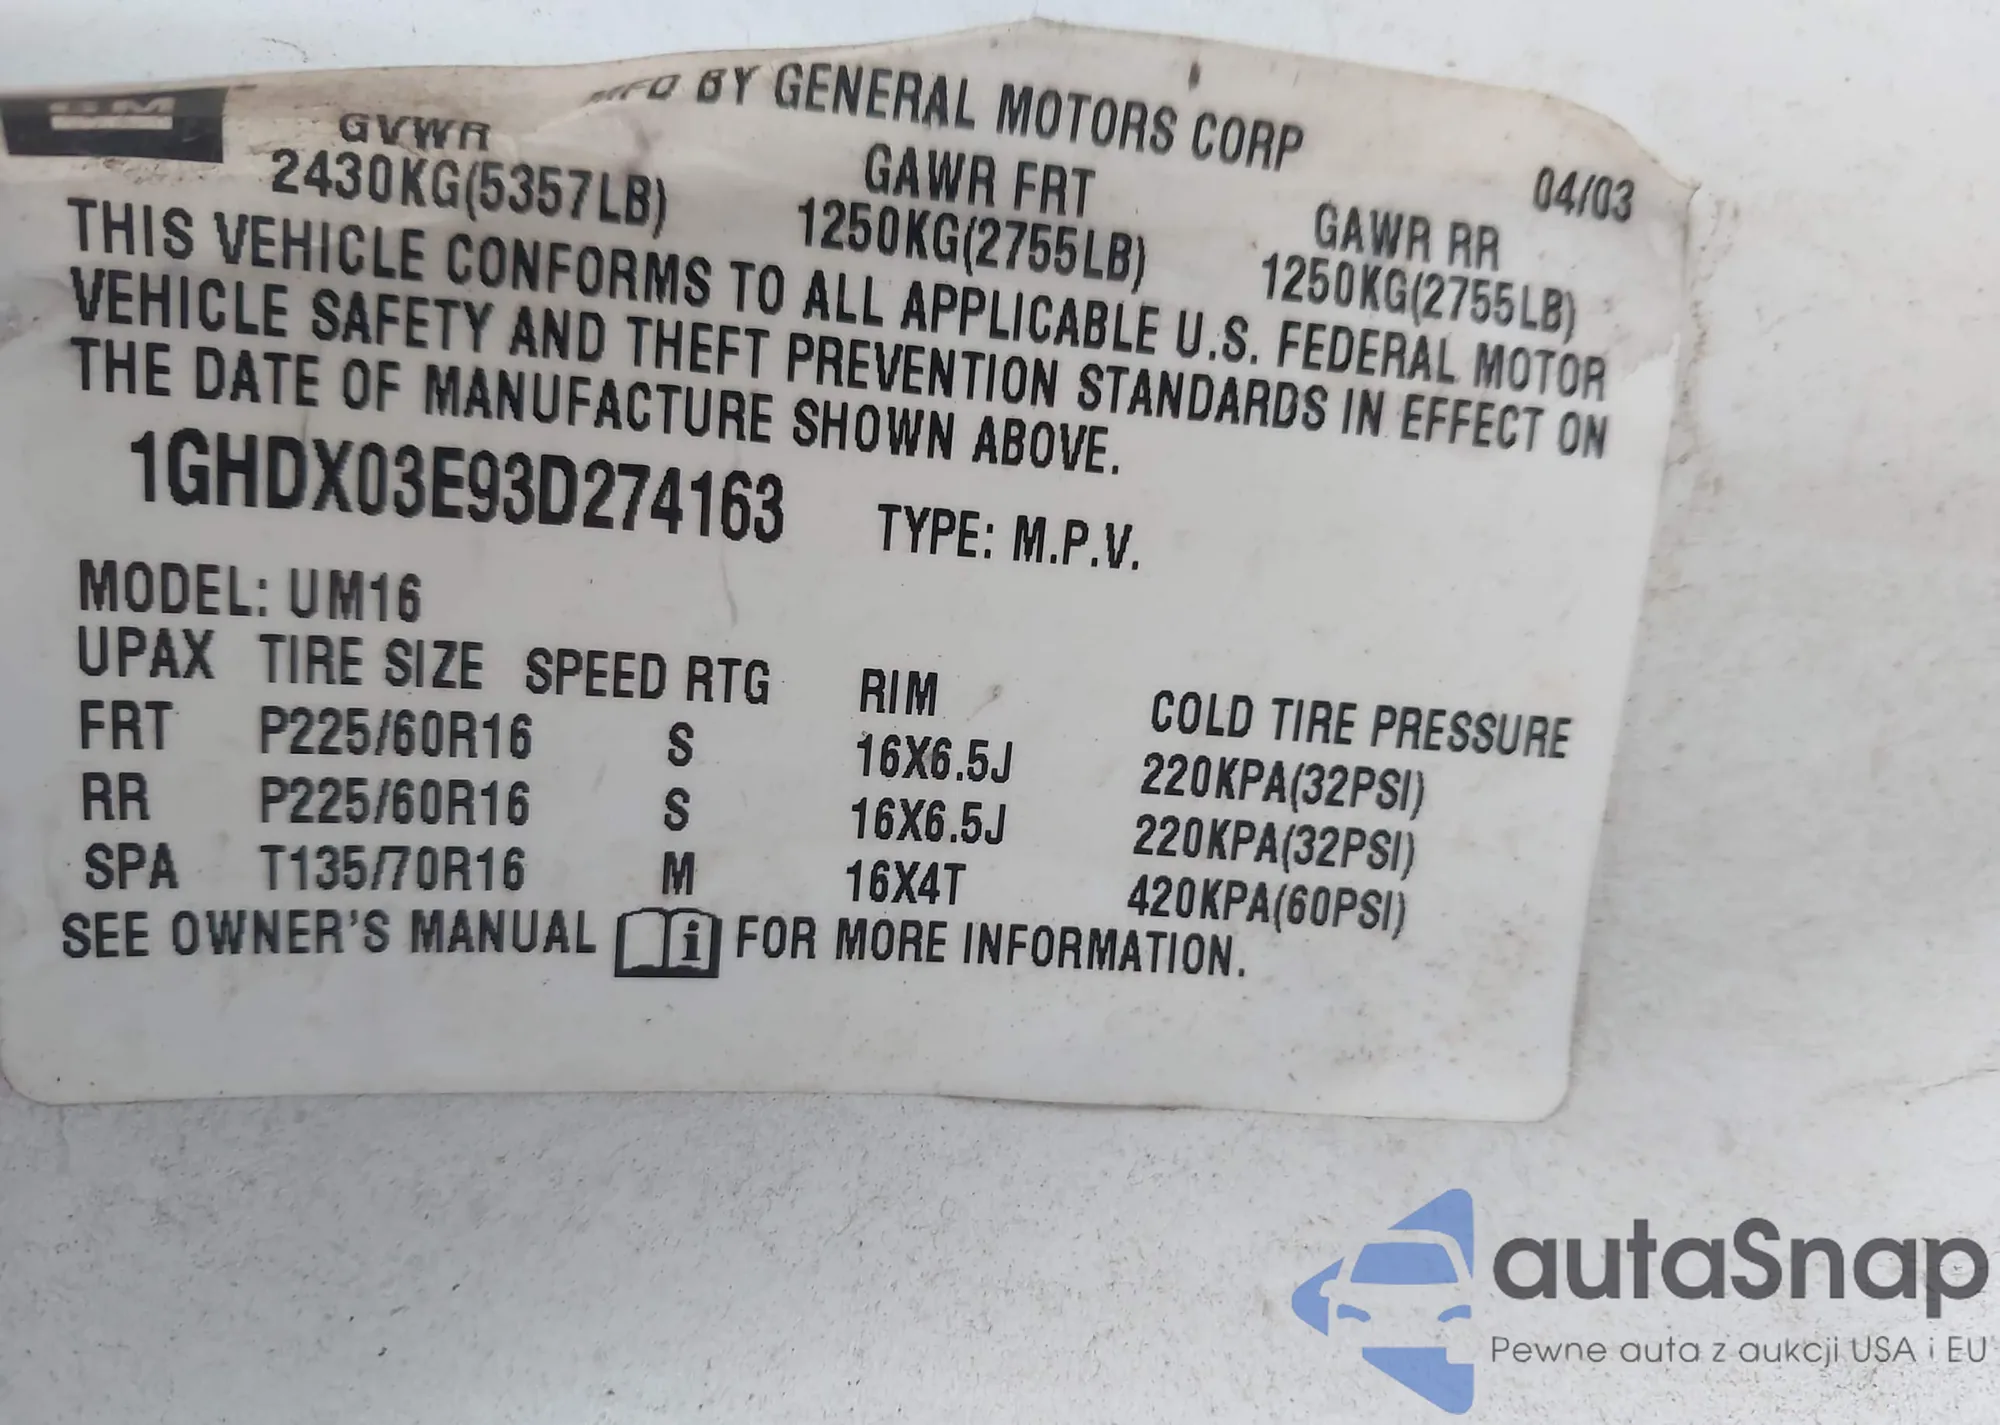 GM
MFD BY GENERAL MOTORS CORP
04/03
GVWR GAWR FRT GAWR RR
2430KG(5357LB) 1250KG(2755LB) 1250KG(2755LB)
THIS VEHICLE CONFORMS TO ALL APPLICABLE U.S. FEDERAL MOTOR
VEHICLE SAFETY AND THEFT PREVENTION STANDARDS IN EFFECT ON
THE DATE OF MANUFACTURE SHOWN ABOVE.
1GHDX03E93D274163 TYPE: M.P.V.
MODEL: UM16
UPAX TIRE SIZE SPEED RTG RIM COLD TIRE PRESSURE
FRT P225/60R16 S 16X6.5J 220KPA(32PSI)
RR P225/60R16 S 16X6.5J 220KPA(32PSI)
SPA T135/70R16 M 16X4T 420KPA(60PSI)
SEE OWNER'S MANUAL i FOR MORE INFORMATION.
autaSnap
Pewne auta z aukcji USA i EU